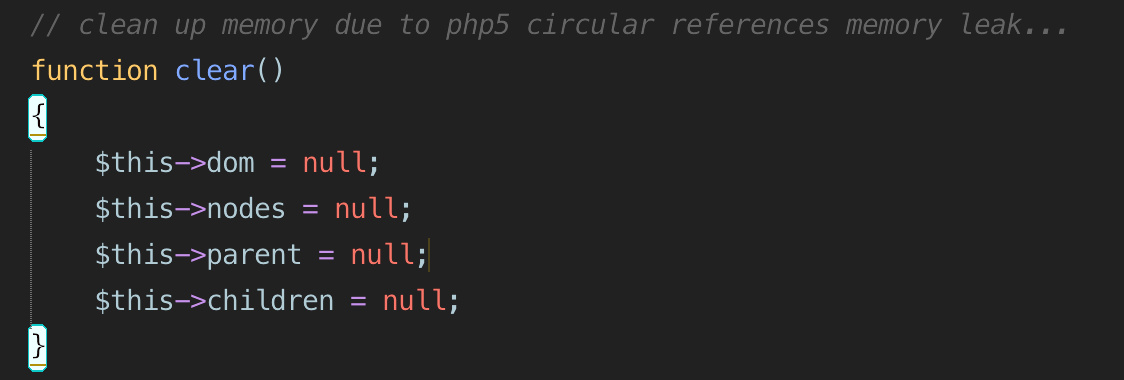 // clean up memory due to php5 circular references memory leak...
function clear()
{
    $this->dom = null;
    $this->nodes = null;
    $this->parent = null;
    $this->children = null;
}